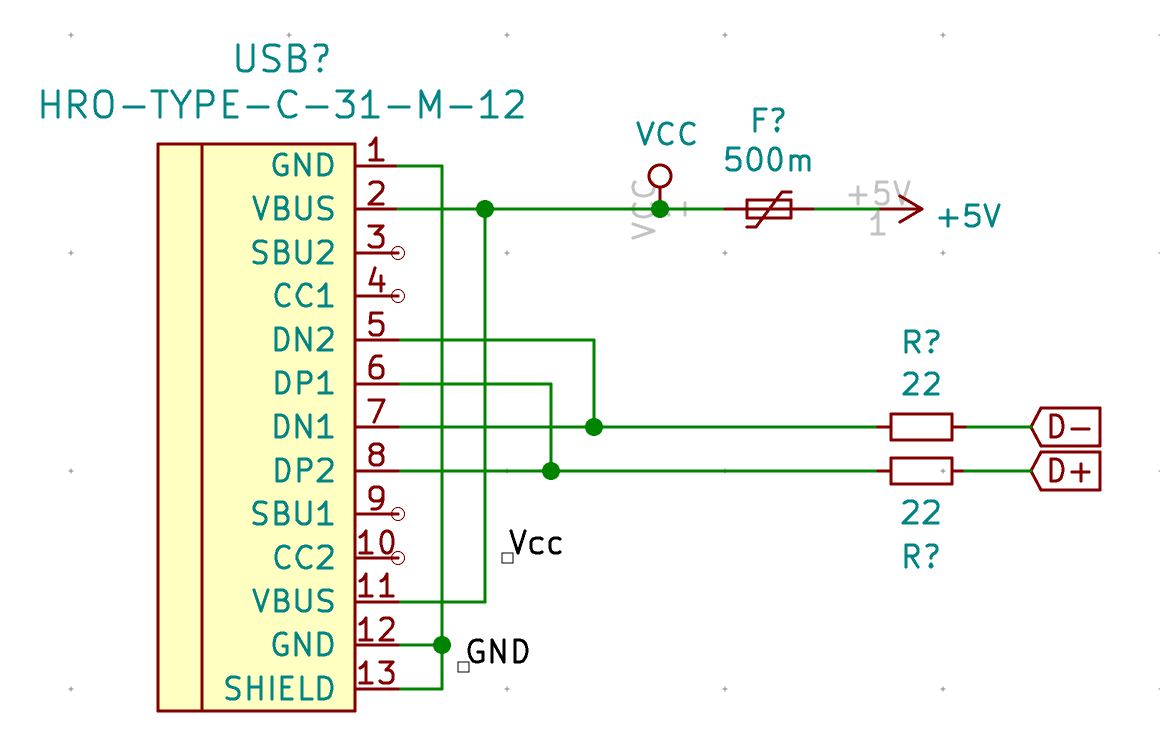 USB?
HRO-TYPE-C-31-M-12
GND 1
VBUS 2
SBU2 3
CC1 4
DN2 5
DP1 6
DN1 7
DP2 8
SBU1 9
CC2 10
VBUS 11
GND 12
SHIELD 13
VCC
VCC
1
F?
500m
+5V
1
+5V
R?
22
D-
D+
22
R?
Vcc
GND